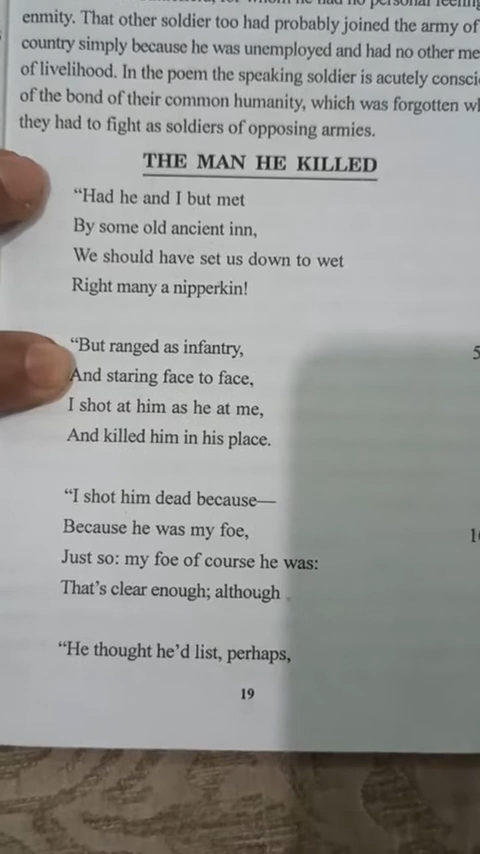 enmity. That other soldier too had probably joined the army of
country simply because he was unemployed and had no other me
of livelihood. In the poem the speaking soldier is acutely consci
of the bond of their common humanity, which was forgotten wh
they had to fight as soldiers of opposing armies.
THE MAN HE KILLED
“Had he and I but met
By some old ancient inn,
We should have set us down to wet
Right many a nipperkin!
“But ranged as infantry,
5
And staring face to face,
I shot at him as he at me,
And killed him in his place.
“I shot him dead because—
Because he was my foe,
Just so: my foe of course he was:
That’s clear enough; although
“He thought he’d list, perhaps,
19